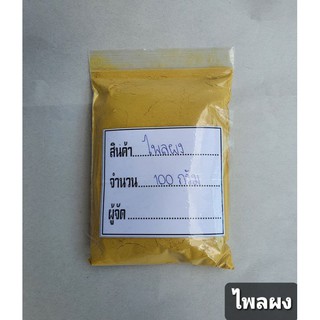 สินค้า ไพลผง
จำนวน 100 กรัม
ผู้จัด
ไพลผง